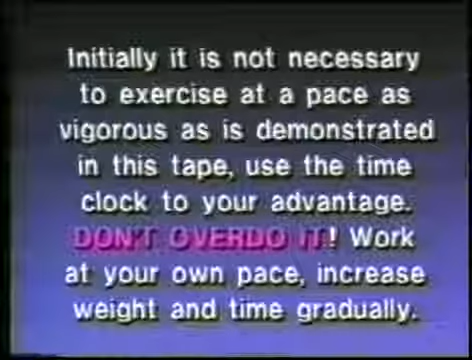 Initially it is not necessary
to exercise at a pace as
vigorous as is demonstrated
in this tape, use the time
clock to your advantage.
DON'T OVERDO IT! Work
at your own pace, increase
weight and time gradually.